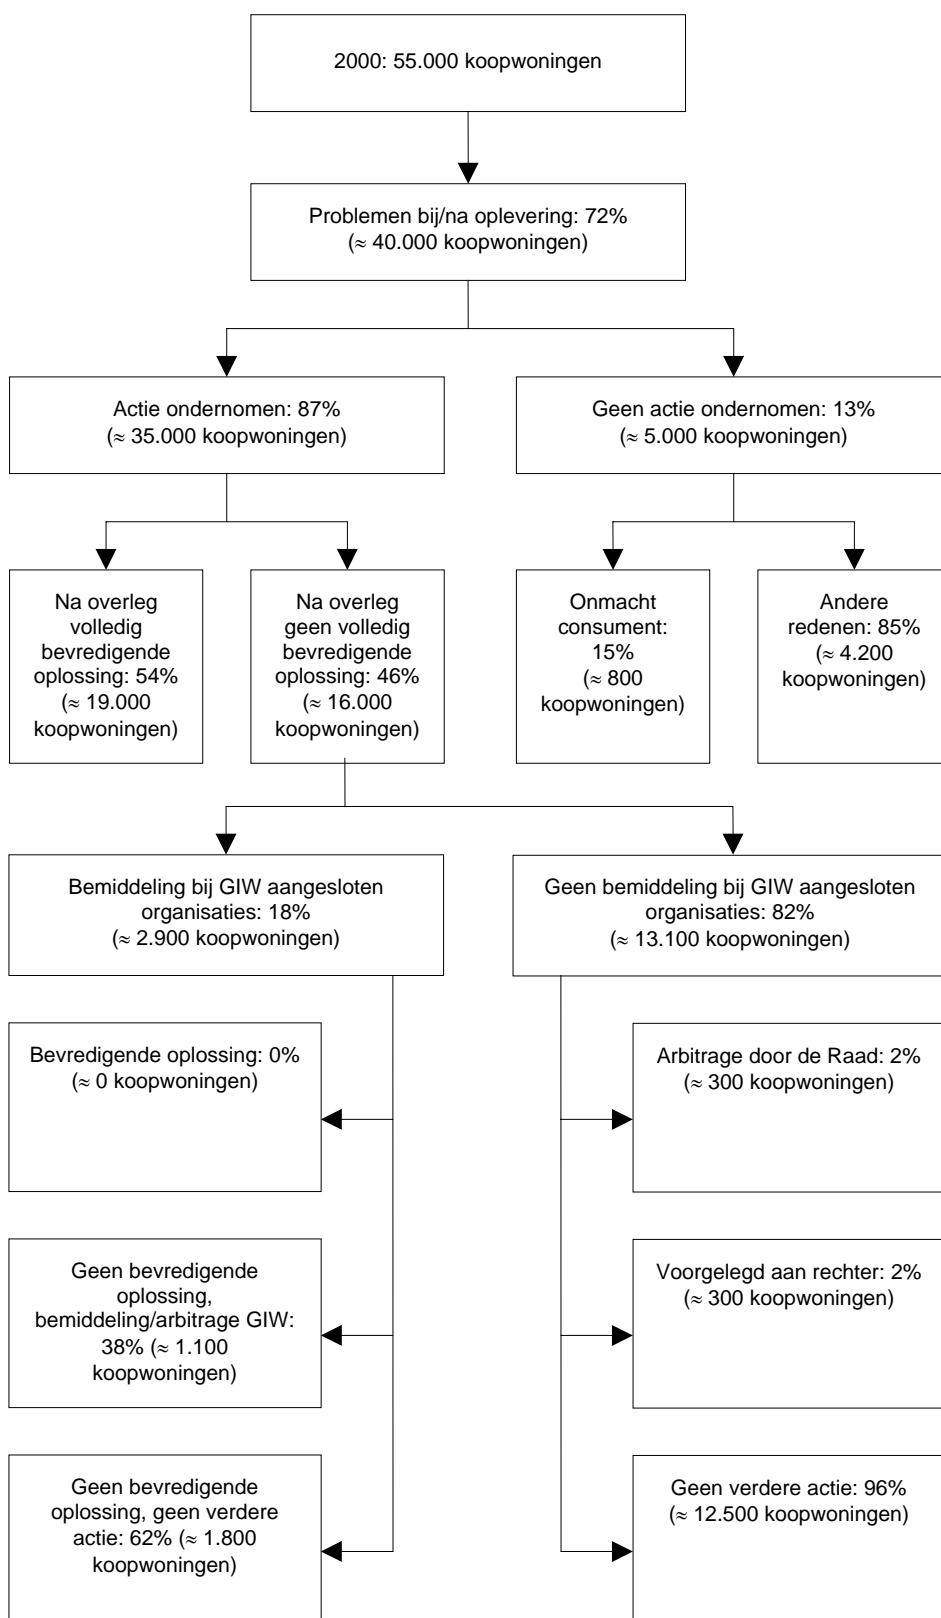 2000: 55.000 koopwoningen
Problemen bij/na oplevering: 72%
(≈ 40.000 koopwoningen)
Actie ondernomen: 87%
(≈ 35.000 koopwoningen)
Geen actie ondernomen: 13%
(≈ 5.000 koopwoningen)
Na overleg
volledig
bevredigende
oplossing: 54%
(≈ 19.000
koopwoningen)
Na overleg
geen volledig
bevredigende
oplossing: 46%
(≈ 16.000
koopwoningen)
Onmacht
consument:
15%
(≈ 800
koopwoningen)
Andere
redenen: 85%
(≈ 4.200
koopwoningen)
Bemiddeling bij GIW aangesloten
organisaties: 18%
(≈ 2.900 koopwoningen)
Geen bemiddeling bij GIW aangesloten
organisaties: 82%
(≈ 13.100 koopwoningen)
Bevredigende oplossing: 0%
(≈ 0 koopwoningen)
Arbitrage door de Raad: 2%
(≈ 300 koopwoningen)
Geen bevredigende
oplossing,
bemiddeling/arbitrage GIW:
38% (≈ 1.100
koopwoningen)
Voorgelegd aan rechter: 2%
(≈ 300 koopwoningen)
Geen bevredigende
oplossing, geen verdere
actie: 62% (≈ 1.800
koopwoningen)
Geen verdere actie: 96%
(≈ 12.500 koopwoningen)